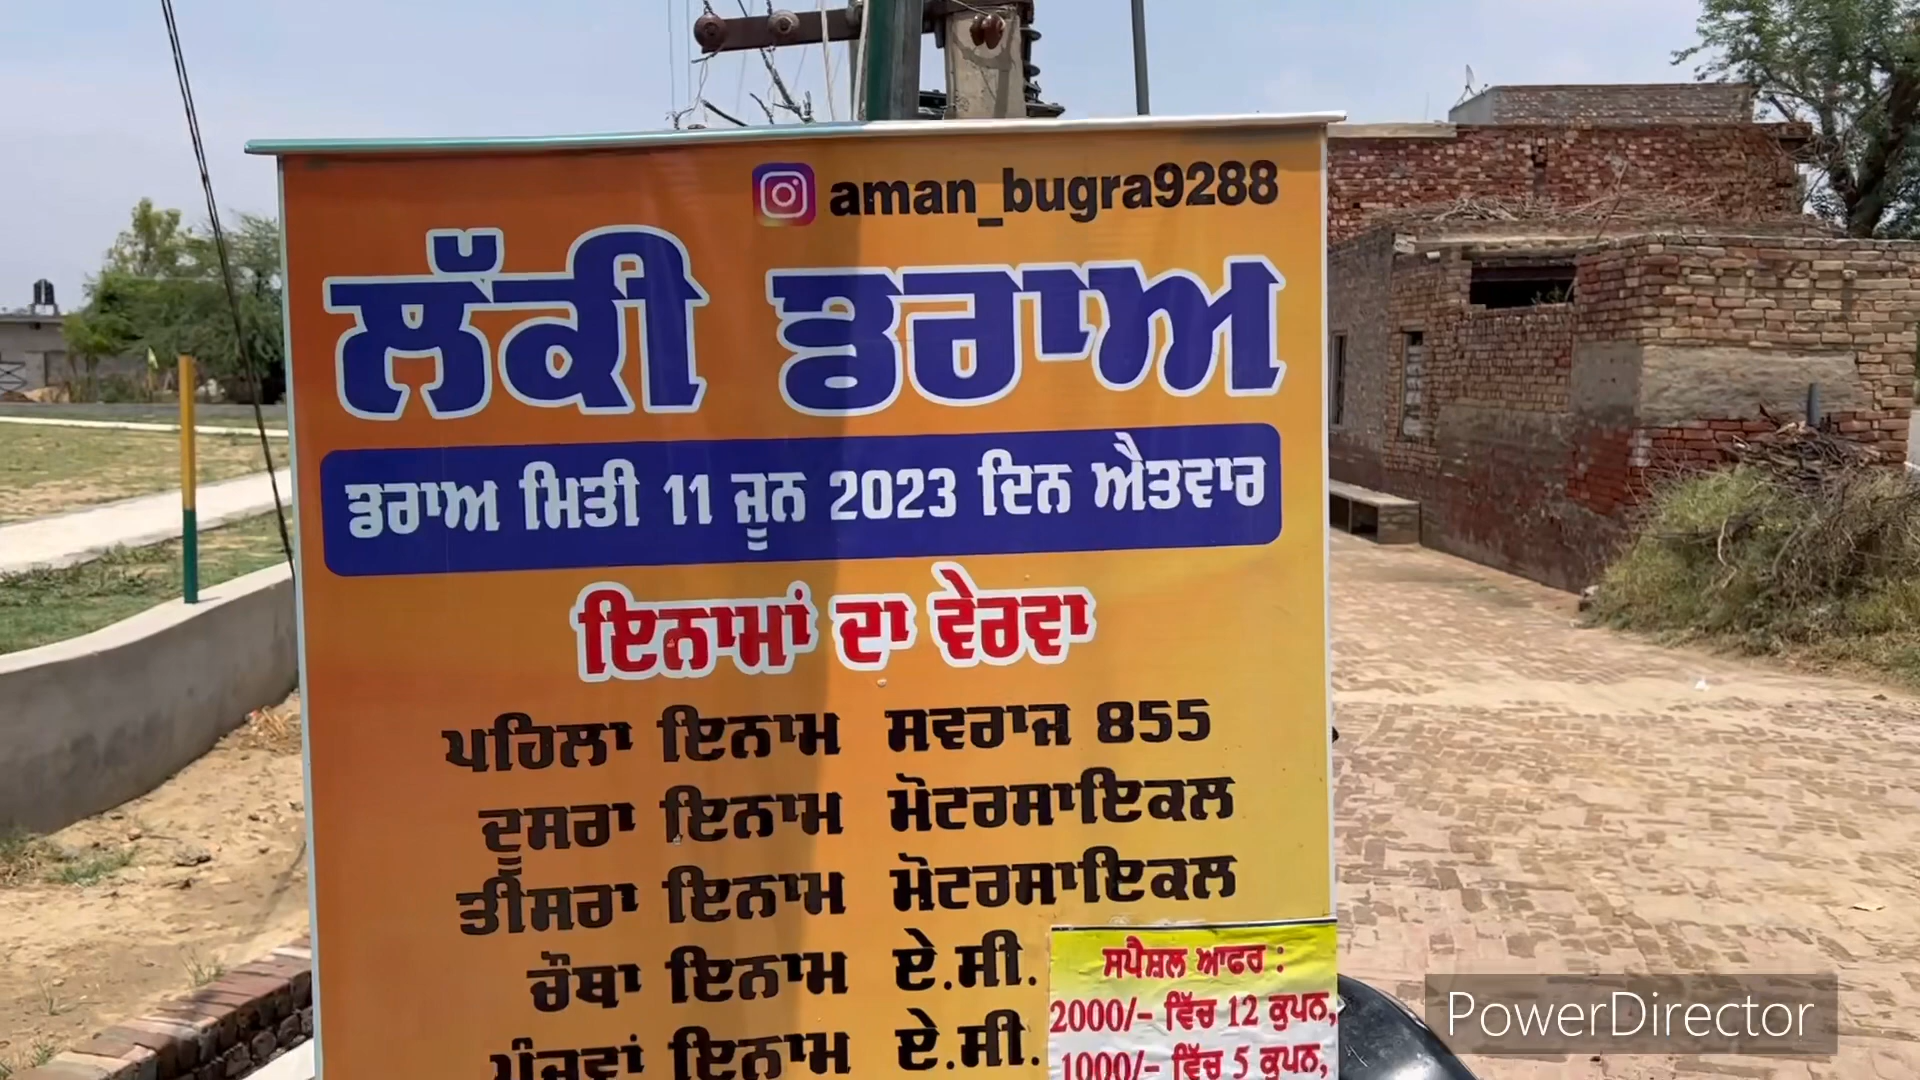 aman_bugra9288
ਲੱਕੀ ਡਰਾਅ
ਡਰਾਅ ਮਿਤੀ 11 ਜੂਨ 2023 ਦਿਨ ਐਤਵਾਰ
ਇਨਾਮਾਂ ਦਾ ਵੇਰਵਾ
ਪਹਿਲਾ ਇਨਾਮ ਸਵਰਾਜ 855
ਦੂਸਰਾ ਇਨਾਮ ਮੋਟਰਸਾਇਕਲ
ਤੀਸਰਾ ਇਨਾਮ ਮੋਟਰਸਾਇਕਲ
ਚੌਥਾ ਇਨਾਮ ਏ.ਸੀ.
ਪੰਜਵਾਂ ਇਨਾਮ ਏ.ਸੀ.
ਸਪੈਸ਼ਲ ਆਫਰ :
2000/- ਵਿੱਚ 12 ਕੁਪਨ,
1000/- ਵਿੱਚ 5 ਕੁਪਨ,
PowerDirector